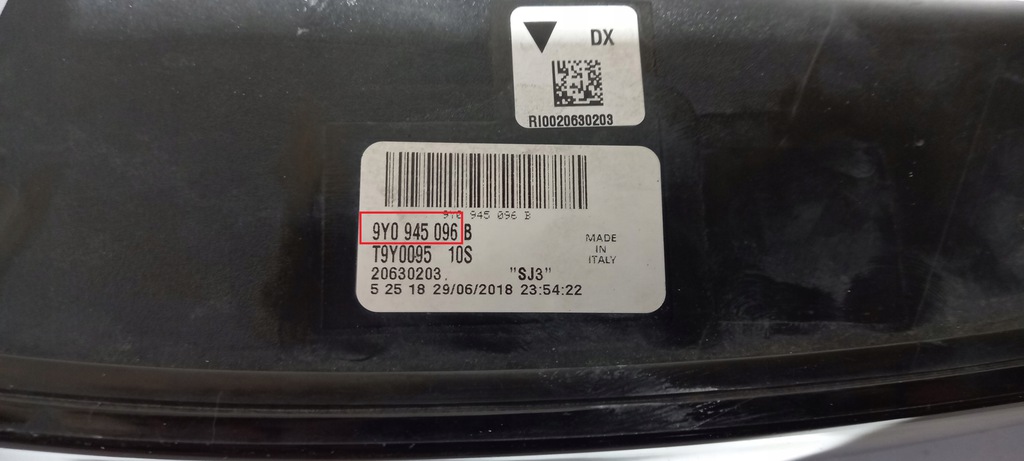 DX
RI0020630203
9Y0 945 096 B
9Y0 945 096 B
T9Y0095 10S
20630203. "SJ3"
5 25 18 29/06/2018 23:54:22
MADE
IN
ITALY